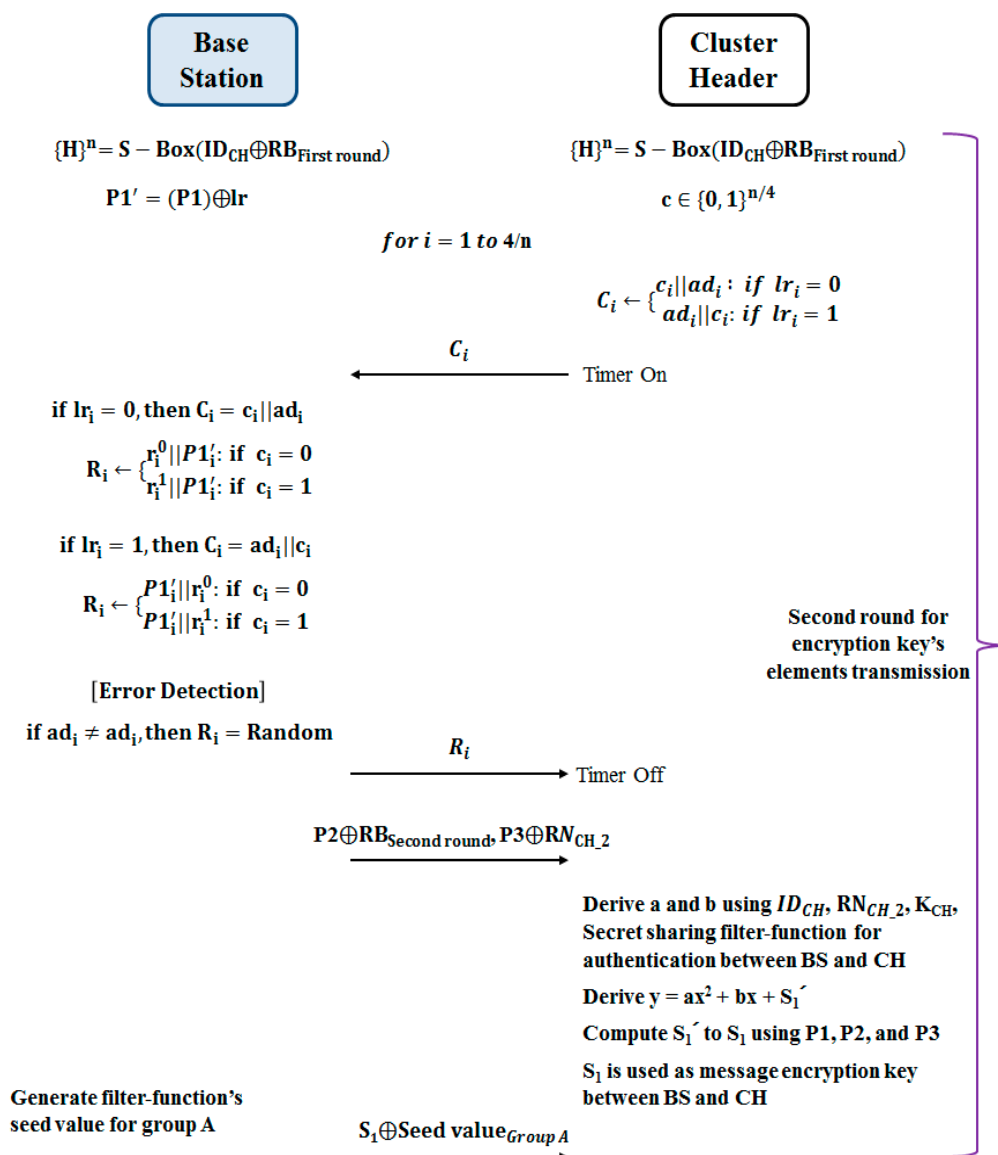 Base
Station
Cluster
Header
{H}ⁿ = S − Box(ID_CH⊕RB_First round)
{H}ⁿ = S − Box(ID_CH⊕RB_First round)
P1′ = (P1)⊕lr
c ∈ {0, 1}^n/4
for i = 1 to 4/n
C_i ← { c_i||ad_i : if lr_i = 0
ad_i||c_i: if lr_i = 1
C_i
Timer On
if lr_i = 0, then C_i = c_i||ad_i
R_i ← { r_i^0||P1′_i: if c_i = 0
r_i^1||P1′_i: if c_i = 1
if lr_i = 1, then C_i = ad_i||c_i
R_i ← { P1′_i||r_i^0: if c_i = 0
P1′_i||r_i^1: if c_i = 1
Second round for
encryption key's
elements transmission
[Error Detection]
if ad_i ≠ ad_i, then R_i = Random
R_i
Timer Off
P2⊕RB_Second round, P3⊕RN_CH_2
Derive a and b using ID_CH, RN_CH_2, K_CH,
Secret sharing filter-function for
authentication between BS and CH
Derive y = ax² + bx + S₁´
Compute S₁´ to S₁ using P1, P2, and P3
S₁ is used as message encryption key
between BS and CH
Generate filter-function's
seed value for group A
S₁⊕Seed value_Group A